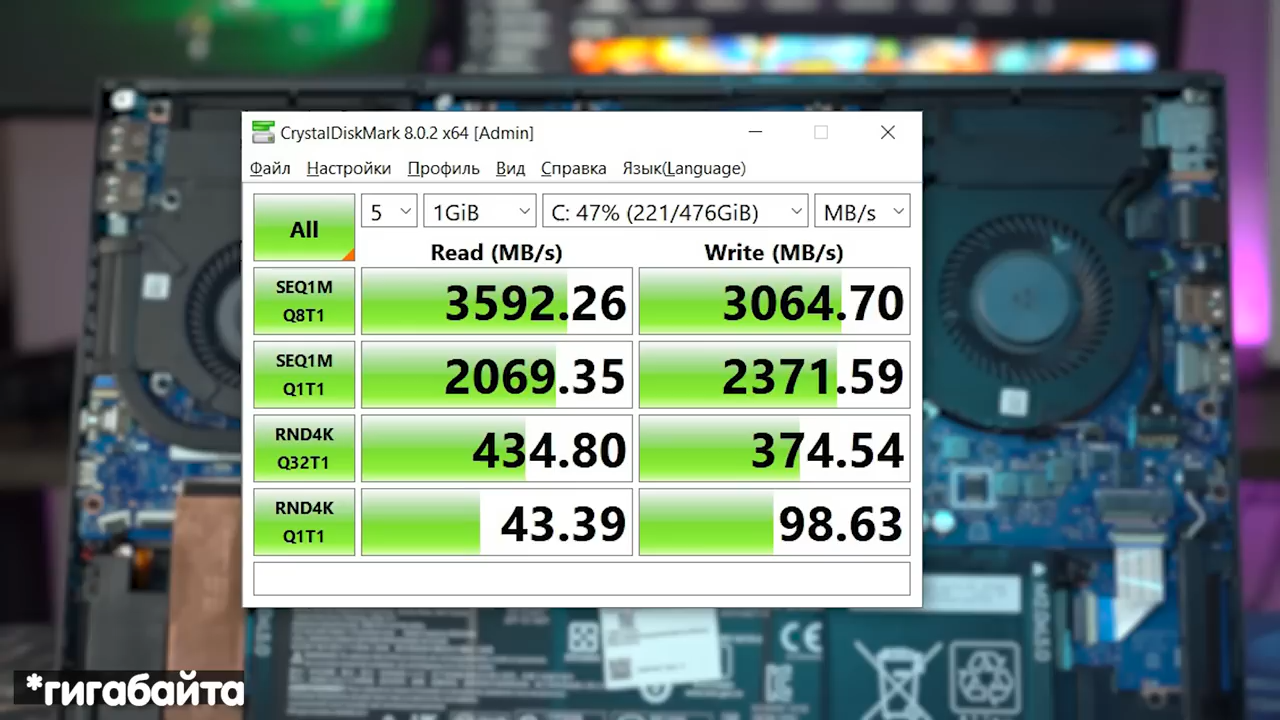 CrystalDiskMark 8.0.2 x64 [Admin]
Файл Настройки Профиль Вид Справка Язык(Language)
All 5 1GiB C: 47% (221/476GiB) MB/s
Read (MB/s) Write (MB/s)
SEQ1M
Q8T1 3592.26 3064.70
SEQ1M
Q1T1 2069.35 2371.59
RND4K
Q32T1 434.80 374.54
RND4K
Q1T1 43.39 98.63
CE
*гигабайта